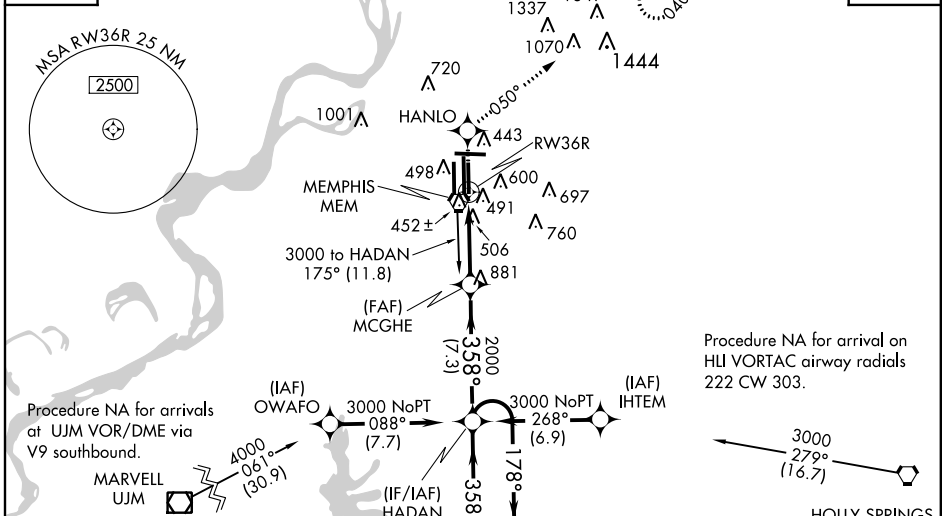 MSA RW36R 25 NM
2500
1337
1070
1444
040°
720
1001
050°
HANLO
443
RW36R
498
600
697
MEMPHIS
MEM
491
452±
760
506
3000 to HADAN
175° (11.8)
881
(FAF)
MCGHE
2000
358°
(7.3)
Procedure NA for arrival on
HLI VORTAC airway radials
222 CW 303.
(IAF)
OWAFO
3000 NoPT
088°
(7.7)
3000 NoPT
268°
(6.9)
(IAF)
IHTEM
Procedure NA for arrivals
at UJM VOR/DME via
V9 southbound.
4000
061°
(30.9)
MARVELL
UJM
178°
358
(IF/IAF)
HADAN
3000
279°
(16.7)
HOLLY SPRINGS